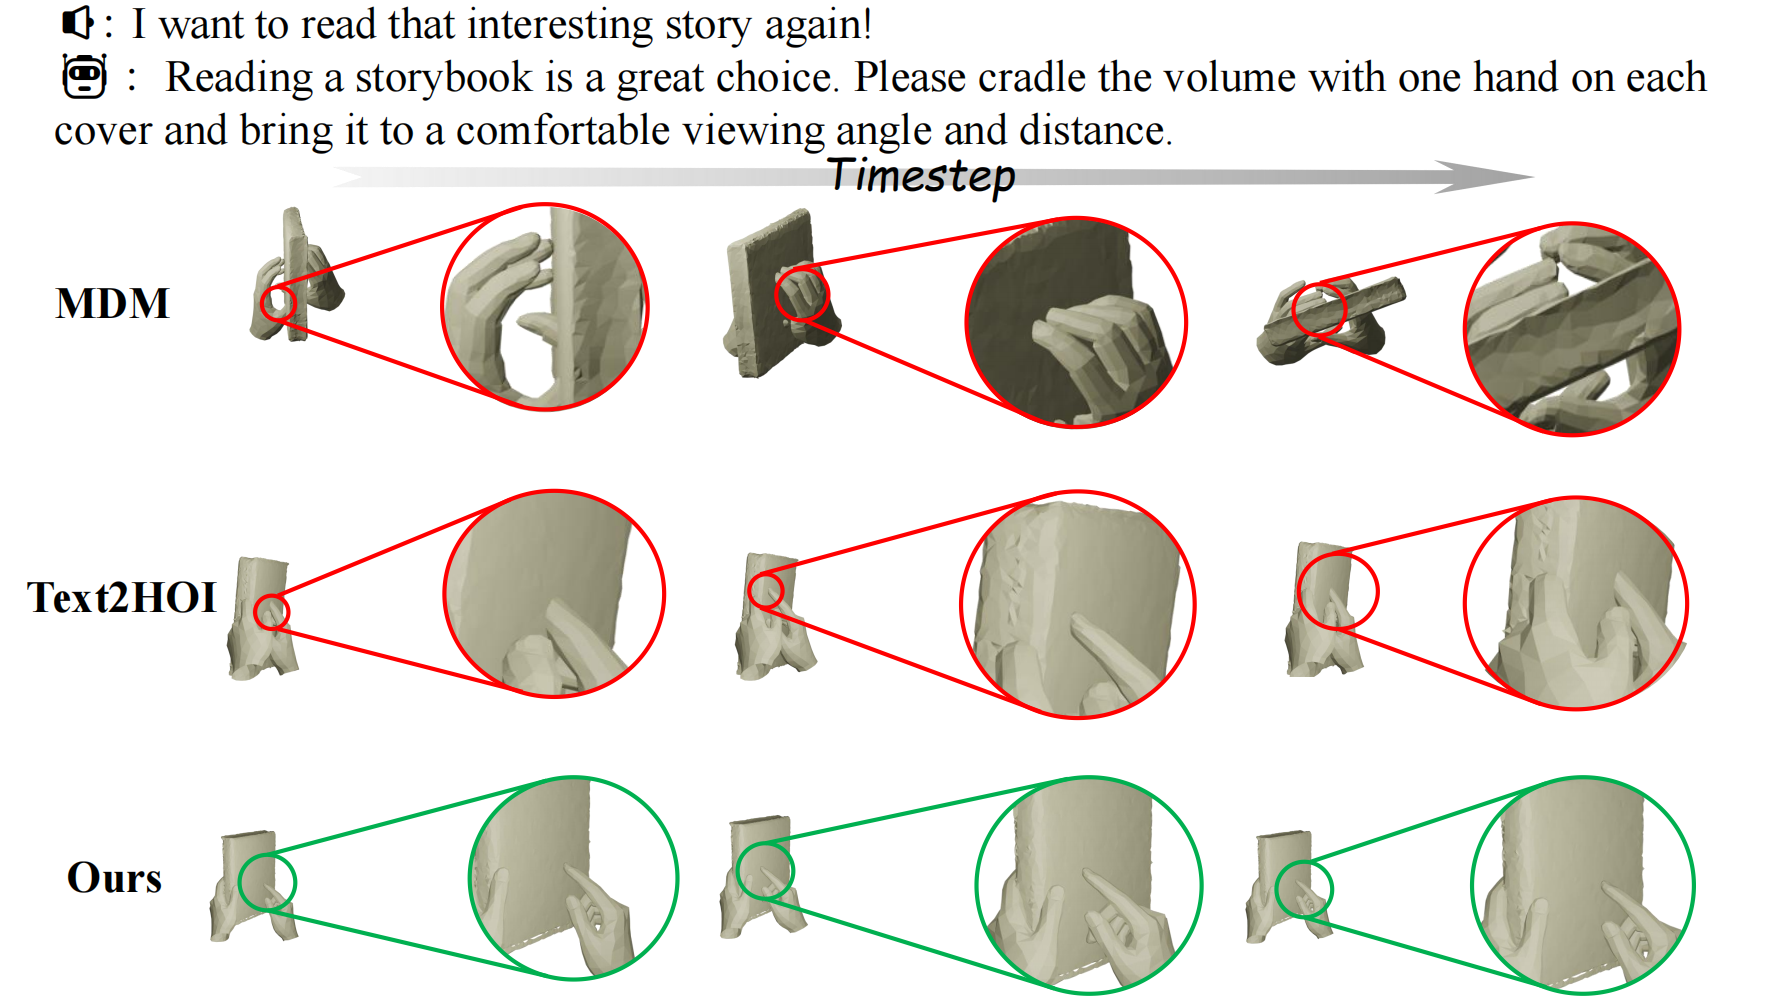 : I want to read that interesting story again!
: Reading a storybook is a great choice. Please cradle the volume with one hand on each
cover and bring it to a comfortable viewing angle and distance.
Timestep
MDM
Text2HOI
Ours